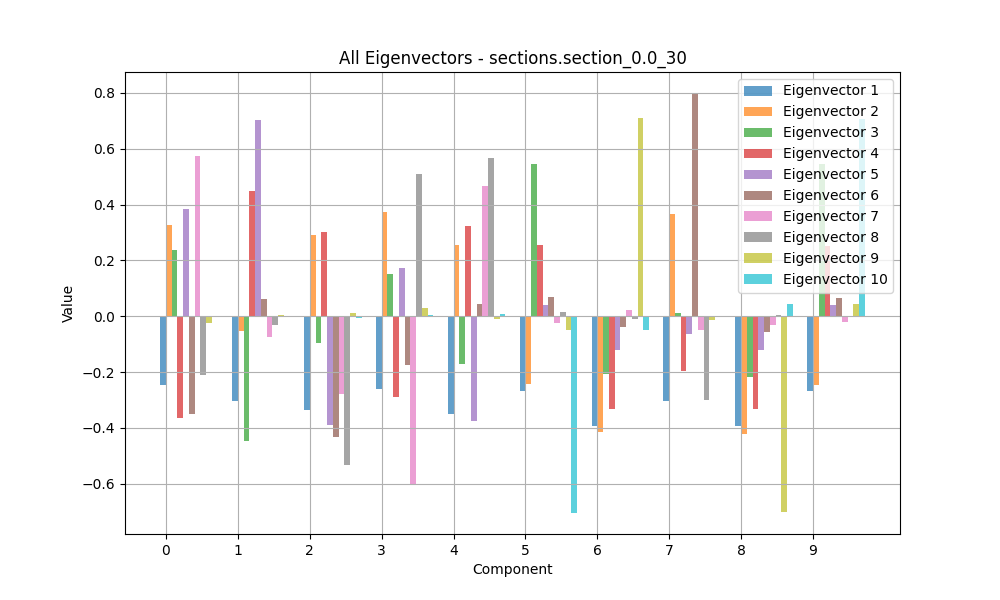 All Eigenvectors - sections.section_0.0_30
Value
0.8
0.6
0.4
0.2
0.0
−0.2
−0.4
−0.6
0
1
2
3
4
5
6
7
8
9
Component
Eigenvector 1
Eigenvector 2
Eigenvector 3
Eigenvector 4
Eigenvector 5
Eigenvector 6
Eigenvector 7
Eigenvector 8
Eigenvector 9
Eigenvector 10